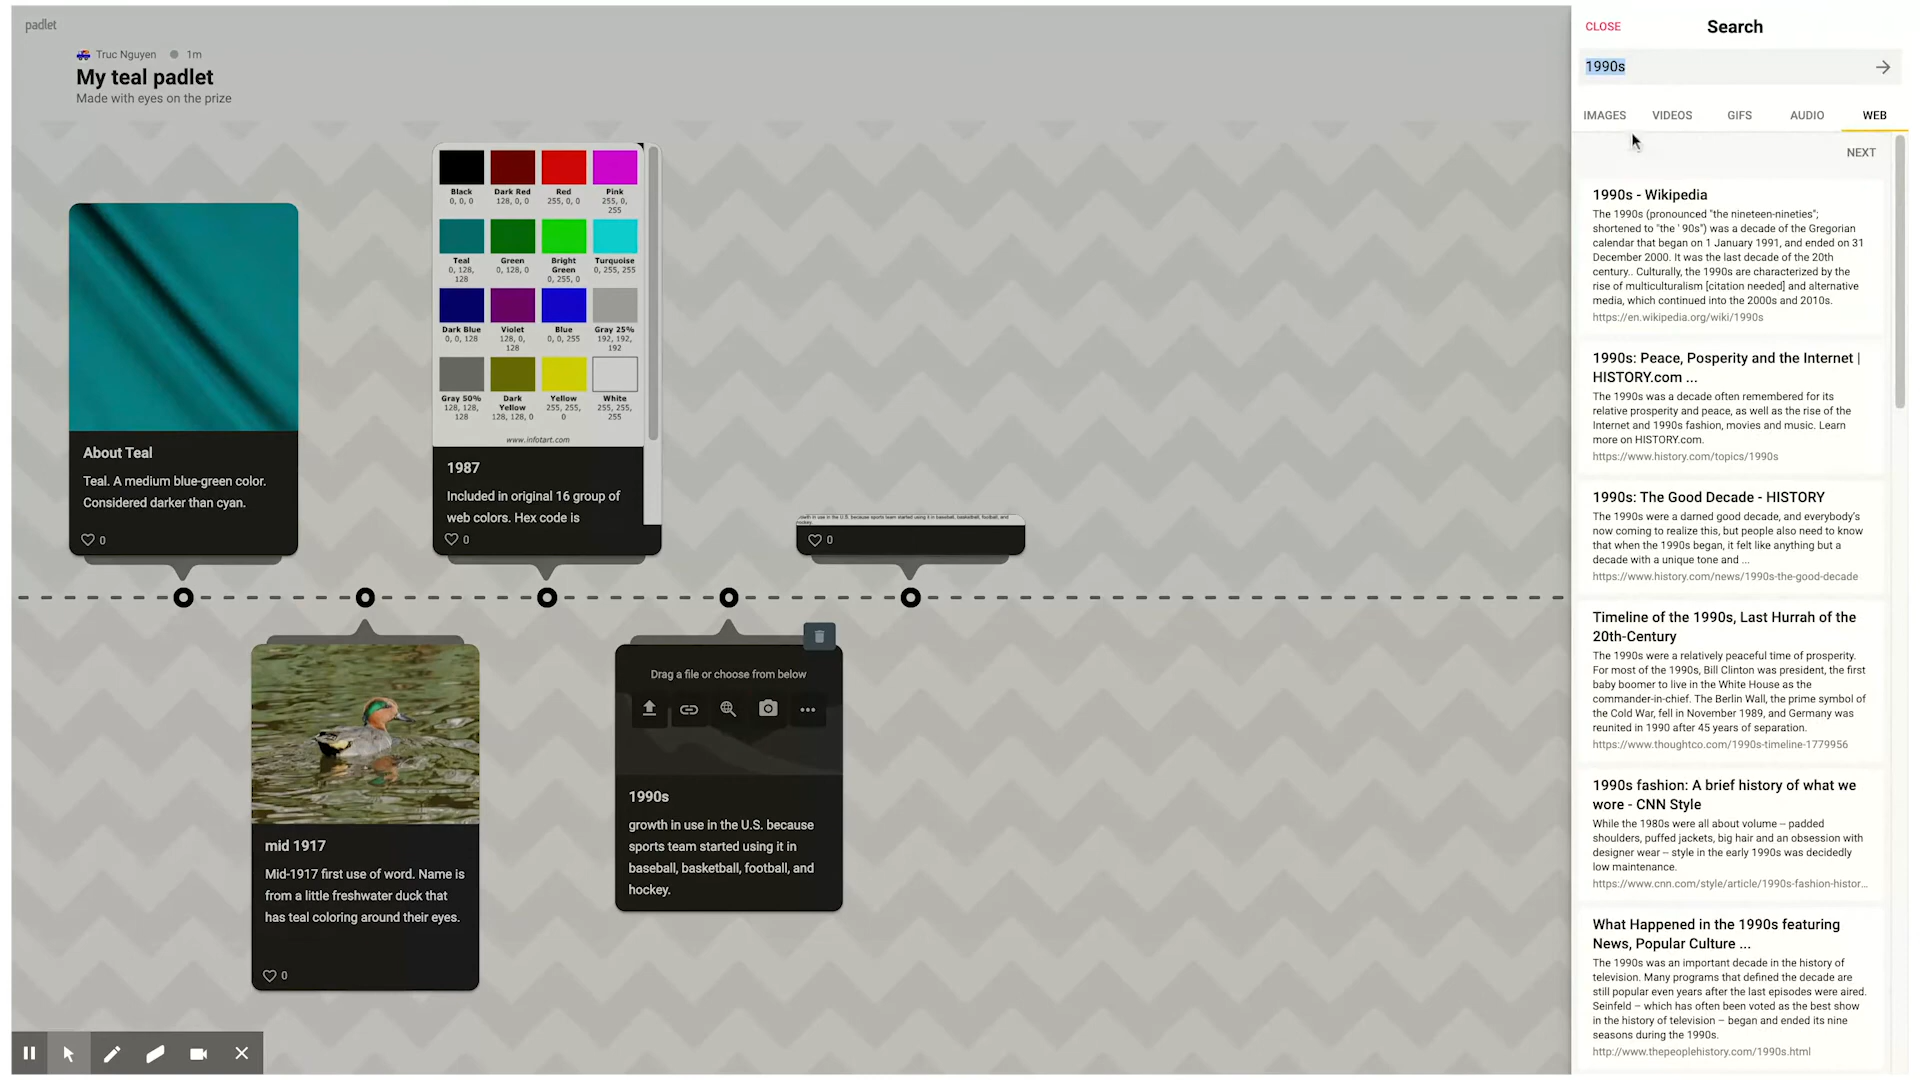 padlet
Truc Nguyen 1m
My teal padlet
Made with eyes on the prize
Black
0, 0, 0
Dark Red
128, 0, 0
Red
255, 0, 0
Pink
255, 0,
255
Teal
0, 128,
128
Green
0, 128, 0
Bright
Green
0, 255, 0
Turquoise
0, 255, 255
Dark Blue
0, 0, 128
Violet
128, 0,
128
Blue
0, 0, 255
Gray 25%
192, 192,
192
Gray 50%
128, 128,
128
Dark
Yellow
128, 128, 0
Yellow
255, 255,
0
White
255, 255,
255
www.infotart.com
About Teal
Teal. A medium blue-green color.
Considered darker than cyan.
0
1987
Included in original 16 group of
web colors. Hex code is
0
growth in use in the U.S. because sports team started using it in baseball, basketball, football, and
hockey.
0
mid 1917
Mid-1917 first use of word. Name is
from a little freshwater duck that
has teal coloring around their eyes.
0
Drag a file or choose from below
1990s
growth in use in the U.S. because
sports team started using it in
baseball, basketball, football, and
hockey.
CLOSE
Search
1990s
IMAGES VIDEOS GIFS AUDIO WEB
NEXT
1990s - Wikipedia
The 1990s (pronounced "the nineteen-nineties";
shortened to "the ' 90s") was a decade of the Gregorian
calendar that began on 1 January 1991, and ended on 31
December 2000. It was the last decade of the 20th
century.. Culturally, the 1990s are characterized by the
rise of multiculturalism [citation needed] and alternative
media, which continued into the 2000s and 2010s.
https://en.wikipedia.org/wiki/1990s
1990s: Peace, Posperity and the Internet |
HISTORY.com ...
The 1990s was a decade often remembered for its
relative prosperity and peace, as well as the rise of the
Internet and 1990s fashion, movies and music. Learn
more on HISTORY.com.
https://www.history.com/topics/1990s
1990s: The Good Decade - HISTORY
The 1990s were a darned good decade, and everybody's
now coming to realize this, but people also need to know
that when the 1990s began, it felt like anything but a
decade with a unique tone and ...
https://www.history.com/news/1990s-the-good-decade
Timeline of the 1990s, Last Hurrah of the
20th-Century
The 1990s were a relatively peaceful time of prosperity.
For most of the 1990s, Bill Clinton was president, the first
baby boomer to live in the White House as the
commander-in-chief. The Berlin Wall, the prime symbol of
the Cold War, fell in November 1989, and Germany was
reunited in 1990 after 45 years of separation.
https://www.thoughtco.com/1990s-timeline-1779956
1990s fashion: A brief history of what we
wore - CNN Style
While the 1980s were all about volume – padded
shoulders, puffed jackets, big hair and an obsession with
designer wear – style in the early 1990s was decidedly
low maintenance.
https://www.cnn.com/style/article/1990s-fashion-histor...
What Happened in the 1990s featuring
News, Popular Culture ...
The 1990s was an important decade in the history of
television. Many programs that defined the decade are
still popular even years after the last episodes were aired.
Seinfeld – which has often been voted as the best show
in the history of television – began and ended its nine
seasons during the 1990s.
http://www.thepeoplehistory.com/1990s.html